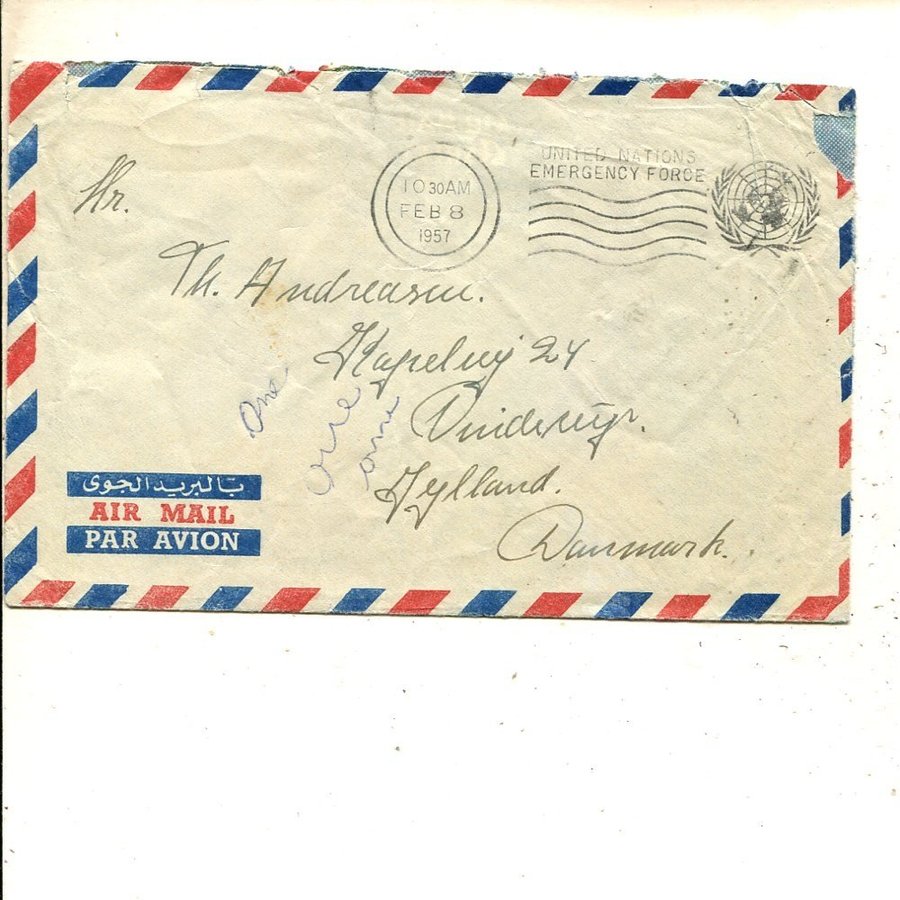 UNITED NATIONS
EMERGENCY FORCE
10 30 AM
FEB 8
1957
Hr.
Th. Andreasen.
Kapelvej 24
Vinderup.
Jylland.
Danmark.
One
بالبريد الجوى
AIR MAIL
PAR AVION